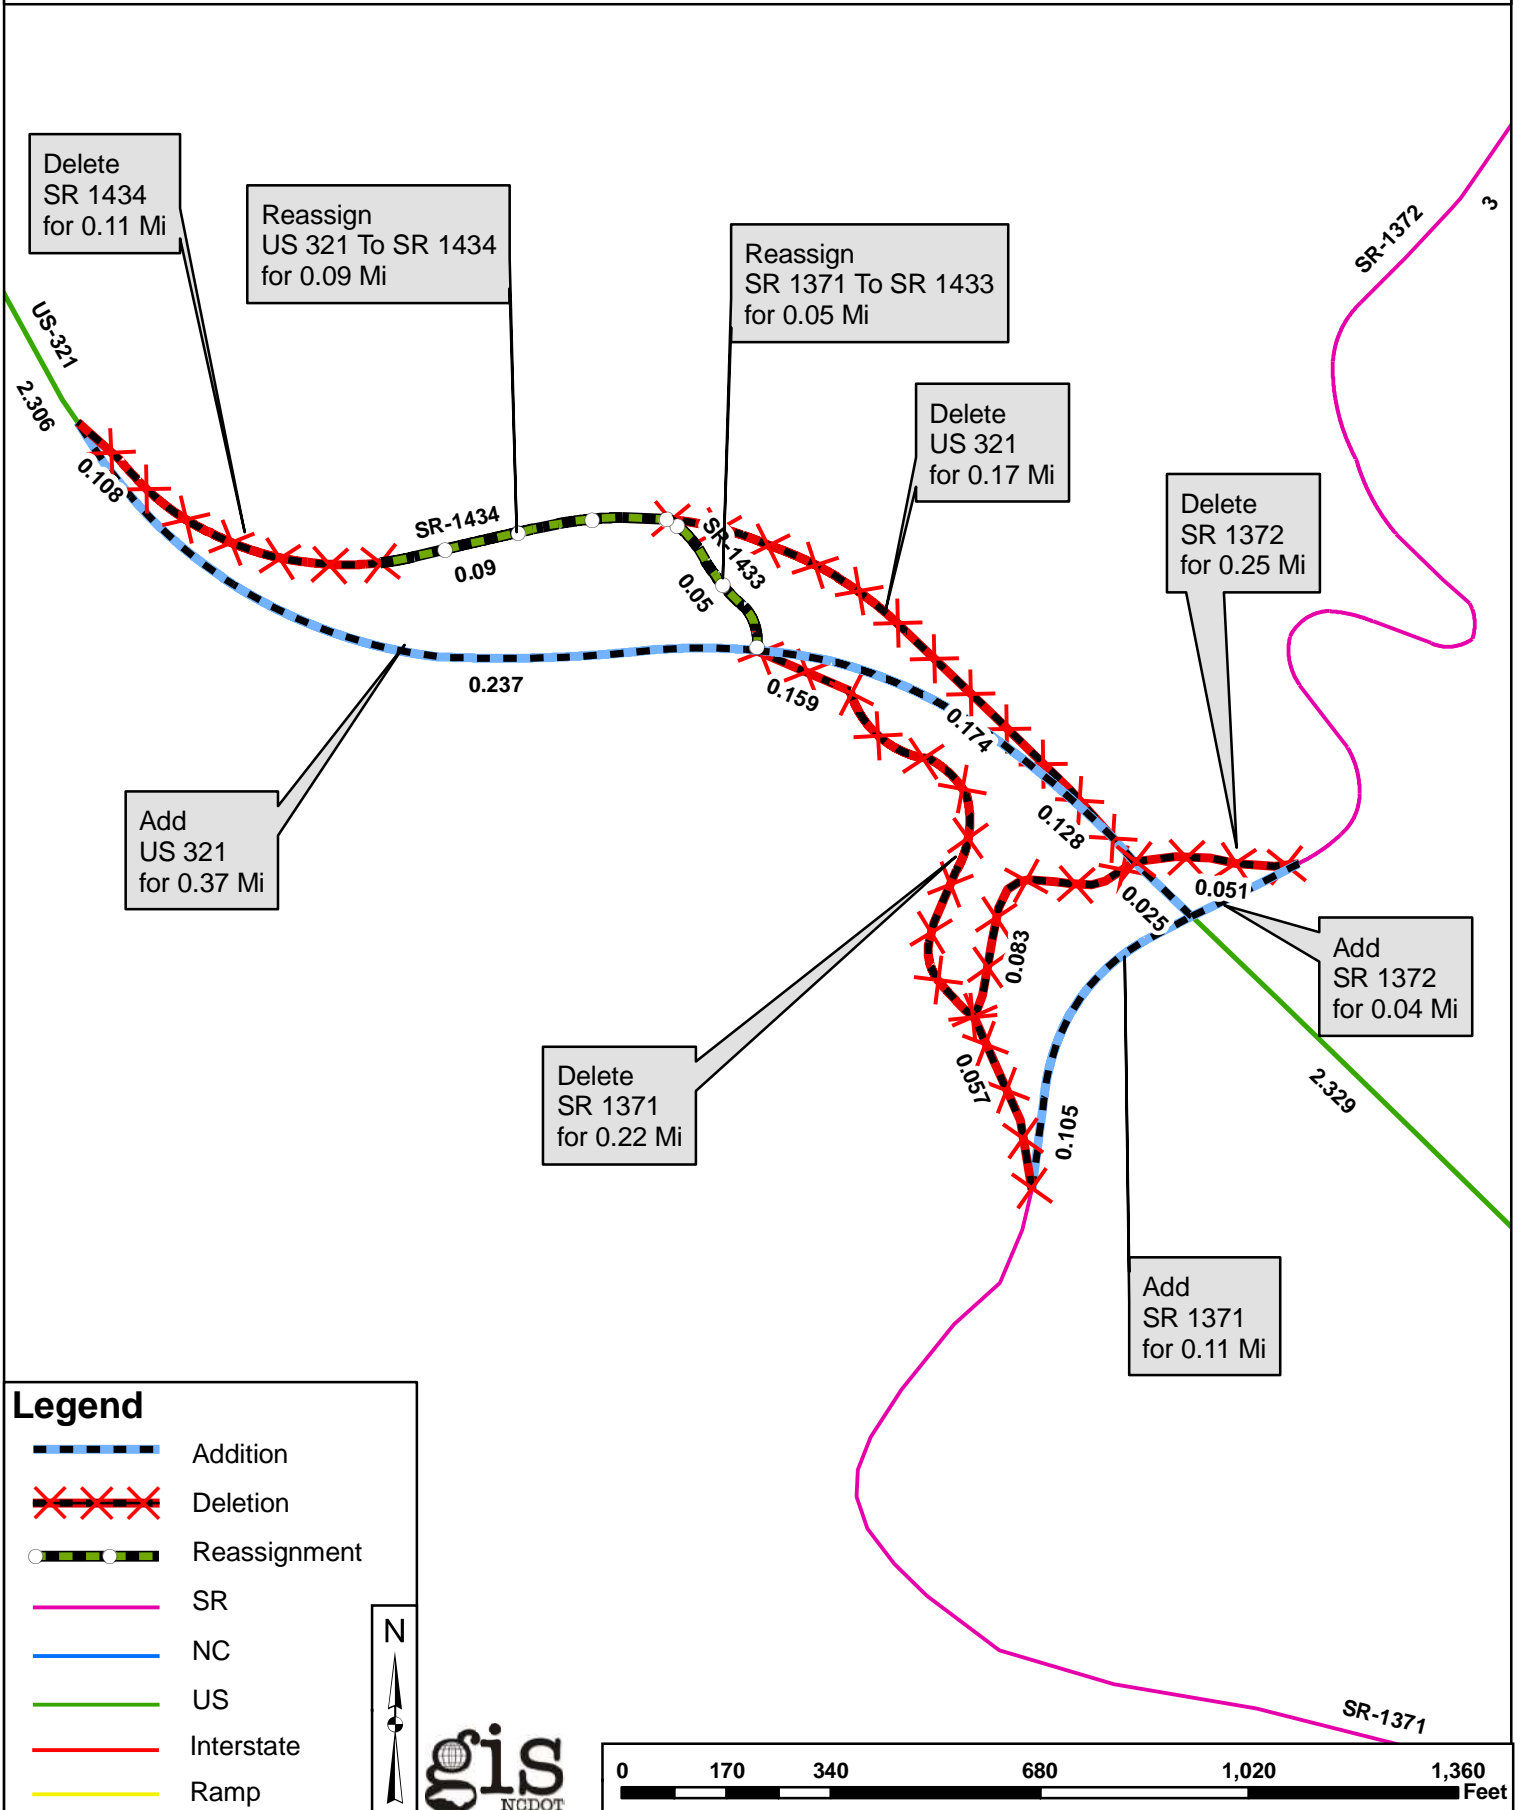 Delete
SR 1434
for 0.11 Mi
Reassign
US 321 To SR 1434
for 0.09 Mi
Reassign
SR 1371 To SR 1433
for 0.05 Mi
SR-1372
3
US-321
2.306
Delete
US 321
for 0.17 Mi
0.108
SR-1434
0.09
SR-1433
0.05
Delete
SR 1372
for 0.25 Mi
0.237
0.159
0.174
0.128
Add
US 321
for 0.37 Mi
0.051
0.025
0.083
Add
SR 1372
for 0.04 Mi
Delete
SR 1371
for 0.22 Mi
0.057
0.105
2.329
Add
SR 1371
for 0.11 Mi
Legend
Addition
Deletion
Reassignment
SR
NC
US
Interstate
Ramp
N
gis
NCDOT
SR-1371
0 170 340 680 1,020 1,360
Feet